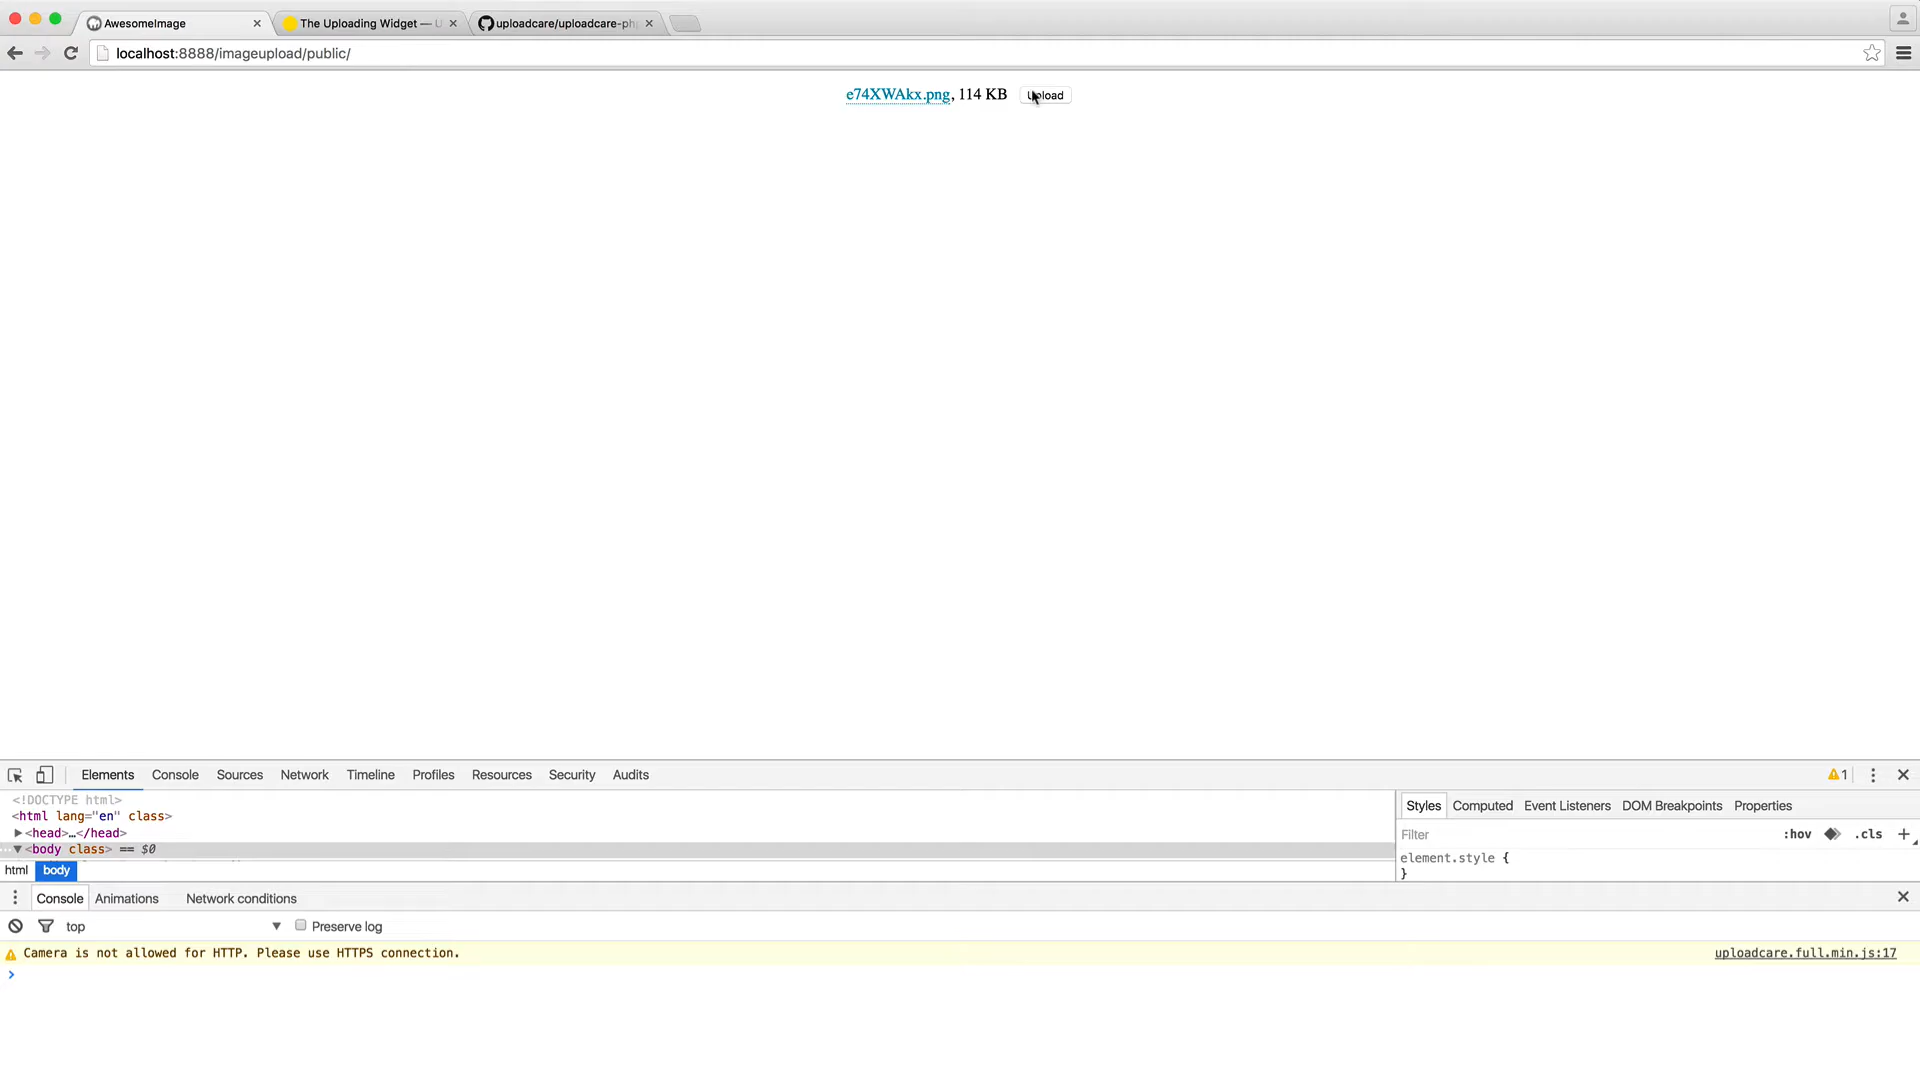 AwesomeImage
The Uploading Widget — U
uploadcare/uploadcare-php
localhost:8888/imageupload/public/
e74XWAkx.png, 114 KB Upload
Elements Console Sources Network Timeline Profiles Resources Security Audits 1
<!DOCTYPE html>
<html lang="en" class>
<head>…</head>
<body class> == $0
html body
Styles Computed Event Listeners DOM Breakpoints Properties
Filter :hov .cls +
element.style {
}
Console Animations Network conditions
top Preserve log
Camera is not allowed for HTTP. Please use HTTPS connection. uploadcare.full.min.js:17